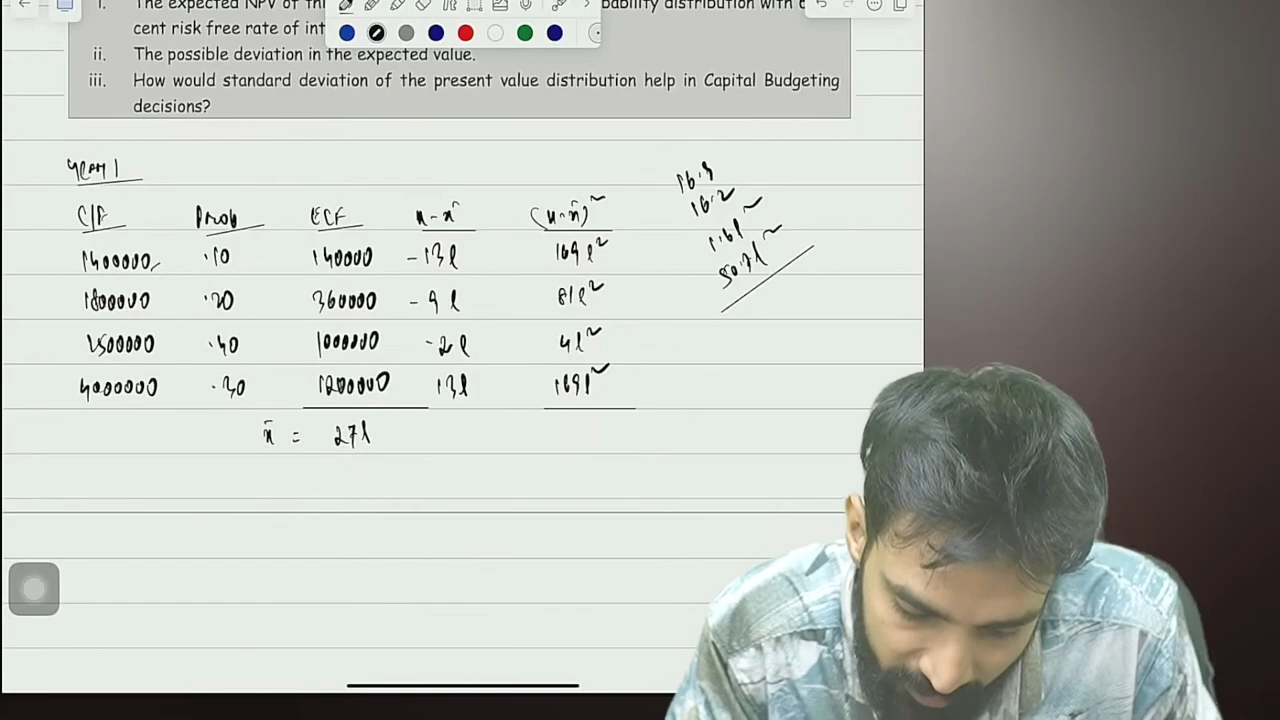 i. The expected NPV of thi bability distribution with
cent risk free rate of int
ii. The possible deviation in the expected value.
iii. How would standard deviation of the present value distribution help in Capital Budgeting
decisions?
Year 1
C/F Prob ECF x-x̄ (x-x̄)²
1400000 .10 140000 -13l 169l²
1800000 .20 360000 -9l 81l²
2500000 .40 1000000 -2l 4l²
4000000 .30 1200000 13l 169l²
x̄ = 27l
16.9
16.2
1.6l²
50.7l²